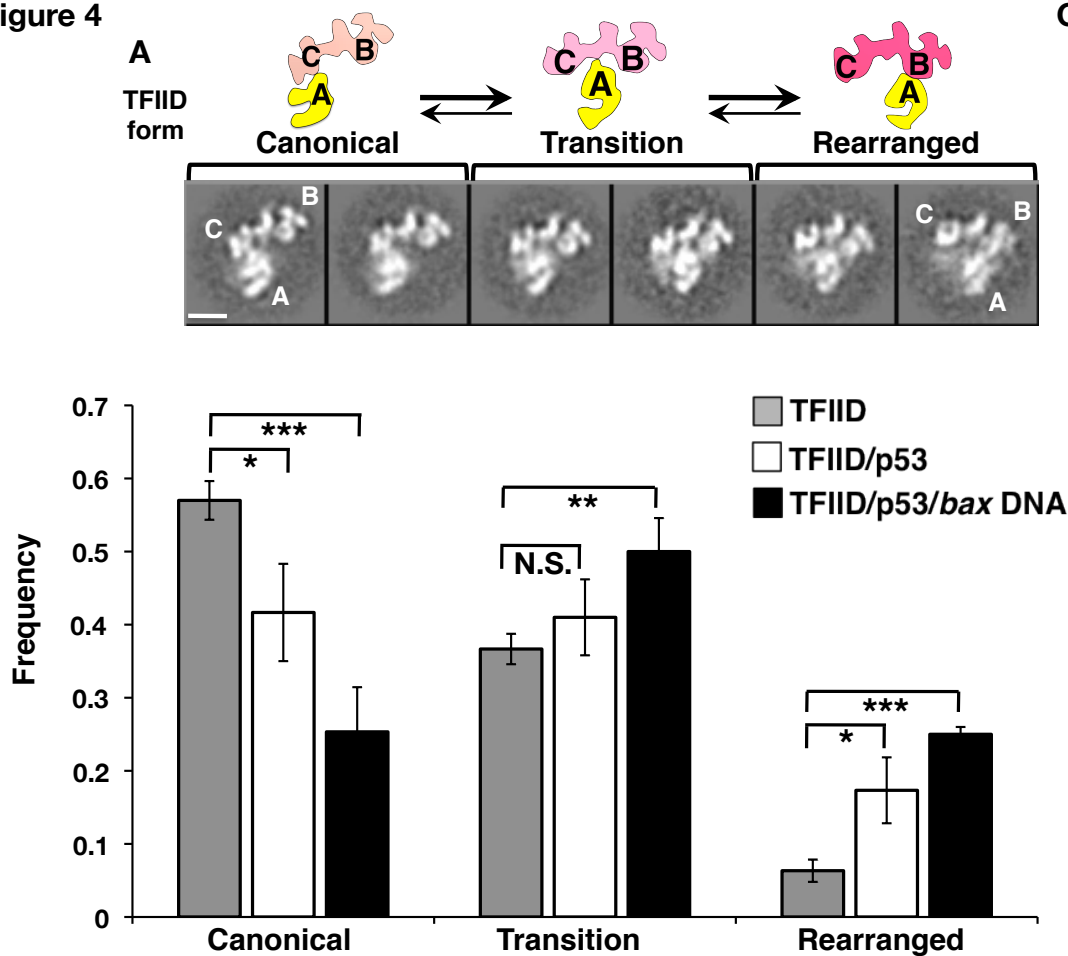 igure 4
C
A
C B A
C B A
C B A
TFIID
form
Canonical
Transition
Rearranged
C B A
C B A
0.7
0.6
0.5
0.4
0.3
0.2
0.1
0
Frequency
***
*
**
N.S.
***
*
TFIID
TFIID/p53
TFIID/p53/bax DNA
Canonical
Transition
Rearranged